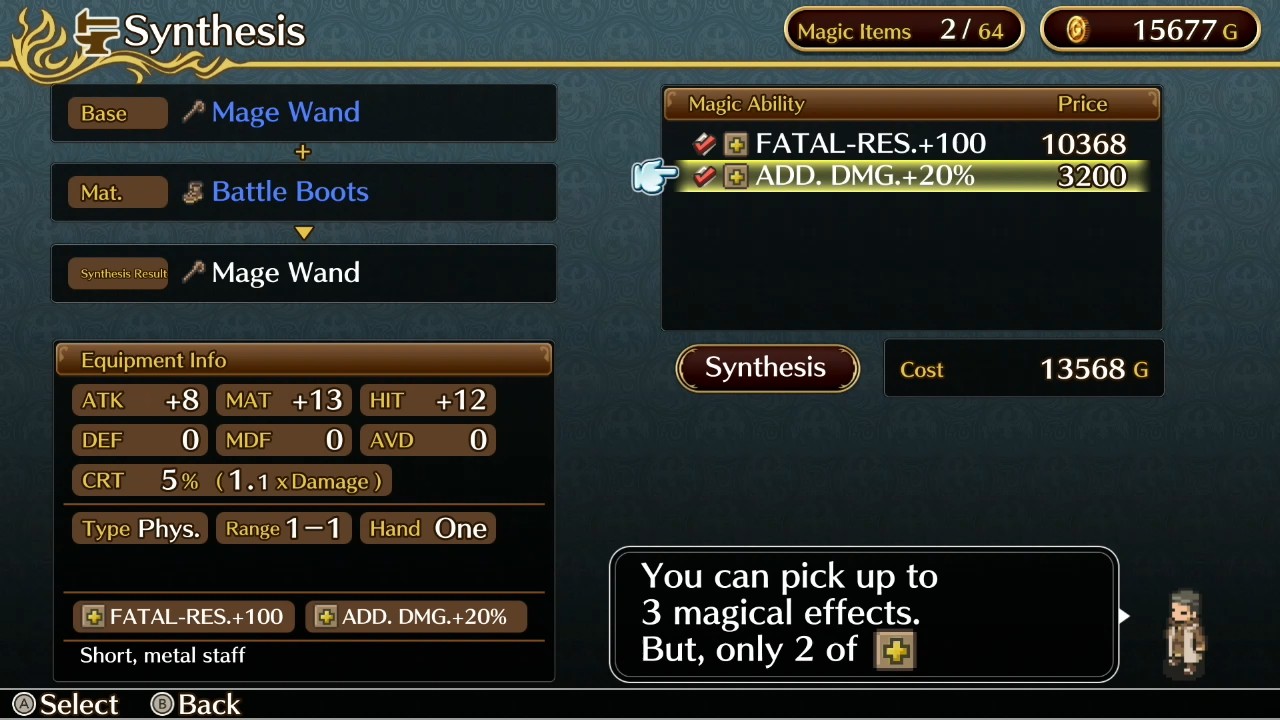 Synthesis
Magic Items 2 / 64
15677 G
Base Mage Wand
+
Mat. Battle Boots
Synthesis Result Mage Wand
Magic Ability Price
FATAL-RES.+100 10368
ADD. DMG.+20% 3200
Synthesis
Cost 13568 G
Equipment Info
ATK +8 MAT +13 HIT +12
DEF 0 MDF 0 AVD 0
CRT 5% (1.1 x Damage)
Type Phys. Range 1-1 Hand One
FATAL-RES.+100 ADD. DMG.+20%
Short, metal staff
You can pick up to
3 magical effects.
But, only 2 of
A Select B Back